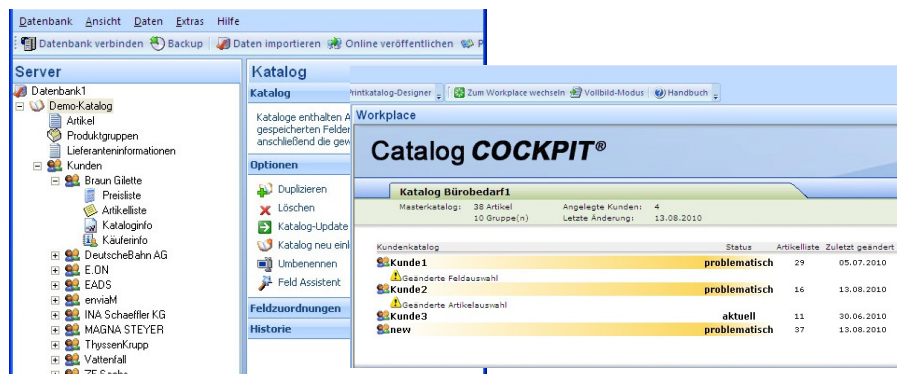 Datenbank Ansicht Daten Extras Hilfe
Datenbank verbinden Backup Daten importieren Online veröffentlichen P
Server
Datenbank1
Demo-Katalog
Artikel
Produktgruppen
Lieferanteninformationen
Kunden
Braun Gilette
Preisliste
Artikelliste
Kataloginfo
Käuferinfo
DeutscheBahn AG
E.ON
EADS
enviaM
INA Schaeffler KG
MAGNA STEYER
ThyssenKrupp
Vattenfall
ZF Sachs
Katalog
Katalog
Kataloge enthalten A
gespeicherten Felder
anschließend die gew
Optionen
Duplizieren
Löschen
Katalog-Update
Katalog neu einl
Umbenennen
Feld Assistent
Feldzuordnungen
Historie
rintkatalog-Designer Zum Workplace wechseln Vollbild-Modus Handbuch
Workplace
Catalog COCKPIT®
Katalog Bürobedarf1
Masterkatalog: 38 Artikel Angelegte Kunden: 4
10 Gruppe(n) Letzte Änderung: 13.08.2010
Kundenkatalog Status Artikelliste Zuletzt geändert
Kunde1 problematisch 29 05.07.2010
Geänderte Feldauswahl
Kunde2 problematisch 16 13.08.2010
Geänderte Artikelauswahl
Kunde3 aktuell 11 30.06.2010
new problematisch 37 13.08.2010